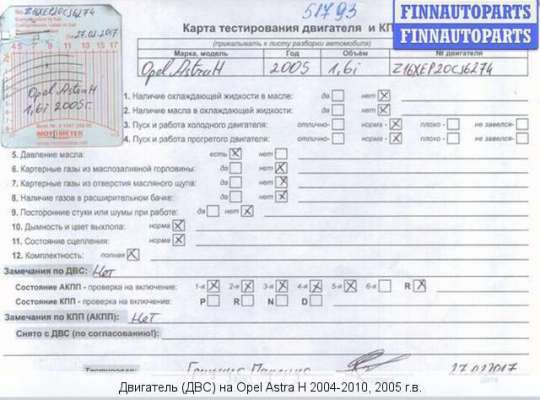 51793
FINNAUTOPARTS
FINNAUTOPARTS
Карта тестирования двигателя и КП
(прикалывать к листу разборки автомобиля)
Марка, модель Год Объём № двигателя
Opel Astra H 2005 1,6i Z16XEP20CJ6274
Z16XEP20CJ6274
27.02.2017
Opel Astra H
1,6i 2005г.
MOTOMETER
1. Наличие охлаждающей жидкости в масле: да нет X
2. Наличие масла в охлаждающей жидкости: да нет X
3. Пуск и работа холодного двигателя: отлично- норма - X плохо - не завелся-
4. Пуск и работа прогретого двигателя: отлично- норма - X плохо - не завелся-
5. Давление масла: есть X нет
6. Картерные газы из маслозаливной горловины: да нет X
7. Картерные газы из отверстия масляного щупа: да нет X
8. Наличие газов в расширительном бачке: да нет X
9. Посторонние стуки или шумы при работе: да нет X
10. Дымность и цвет выхлопа: норма X
11. Состояние сцепления: норма X
12. Комплектность: полная X
Замечания по ДВС: Нет
Состояние АКПП - проверка на включение: 1-я X 2-я X 3-я X 4-я X 5-я X 6-я R X
Состояние КПП - проверка на включение: P R N D
Замечания по КПП (АКПП): Нет
Снято с ДВС (по согласованию!):
27.02.2017
Двигатель (ДВС) на Opel Astra H 2004-2010, 2005 г.в.